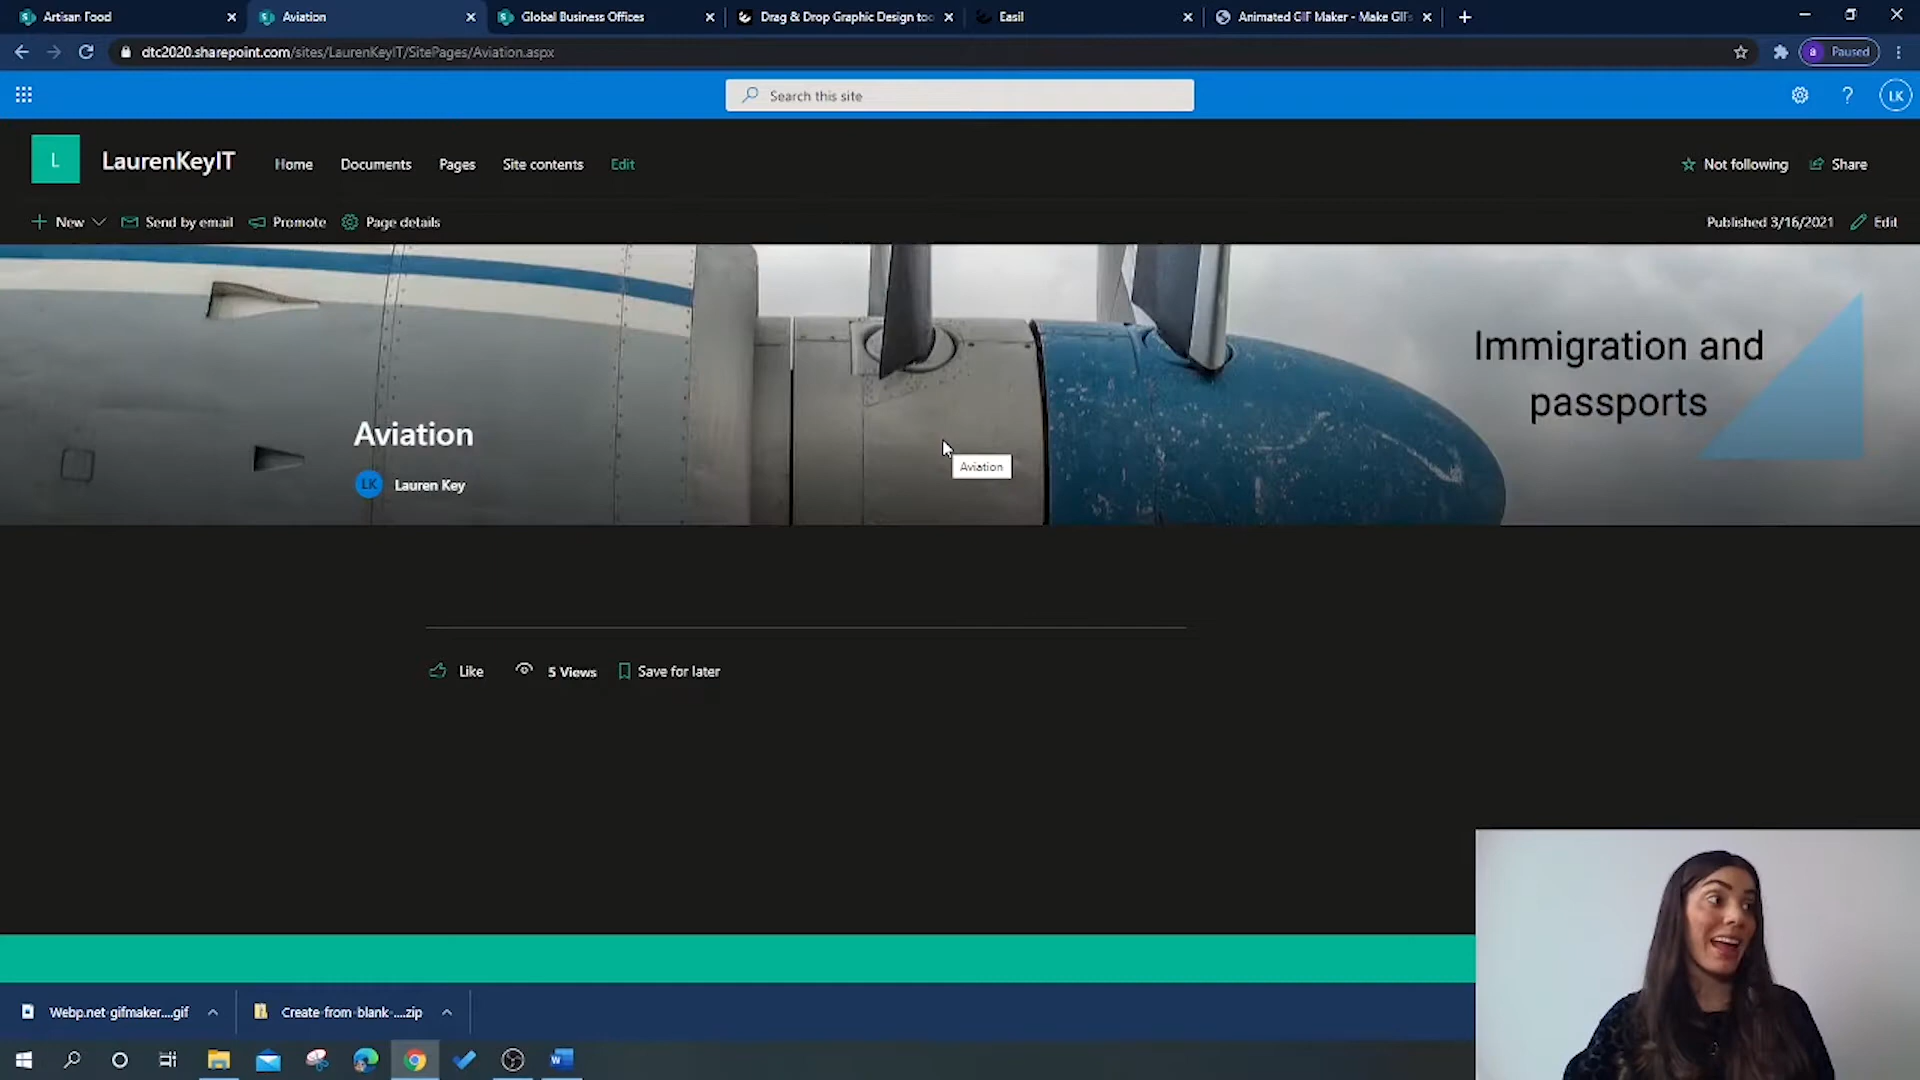 Artisan Food
Aviation
Global Business Offices
Drag & Drop Graphic Design too
Easil
Animated GIF Maker - Make GIFs
dtc2020.sharepoint.com/sites/LaurenKeyIT/SitePages/Aviation.aspx
a Paused
Search this site
? LK
L LaurenKeyIT Home Documents Pages Site contents Edit
Not following Share
New Send by email Promote Page details
Published 3/16/2021 Edit
Immigration and
passports
Aviation
Aviation
LK Lauren Key
Like 5 Views Save for later
Webp.net-gifmaker....gif
Create-from-blank-....zip
W